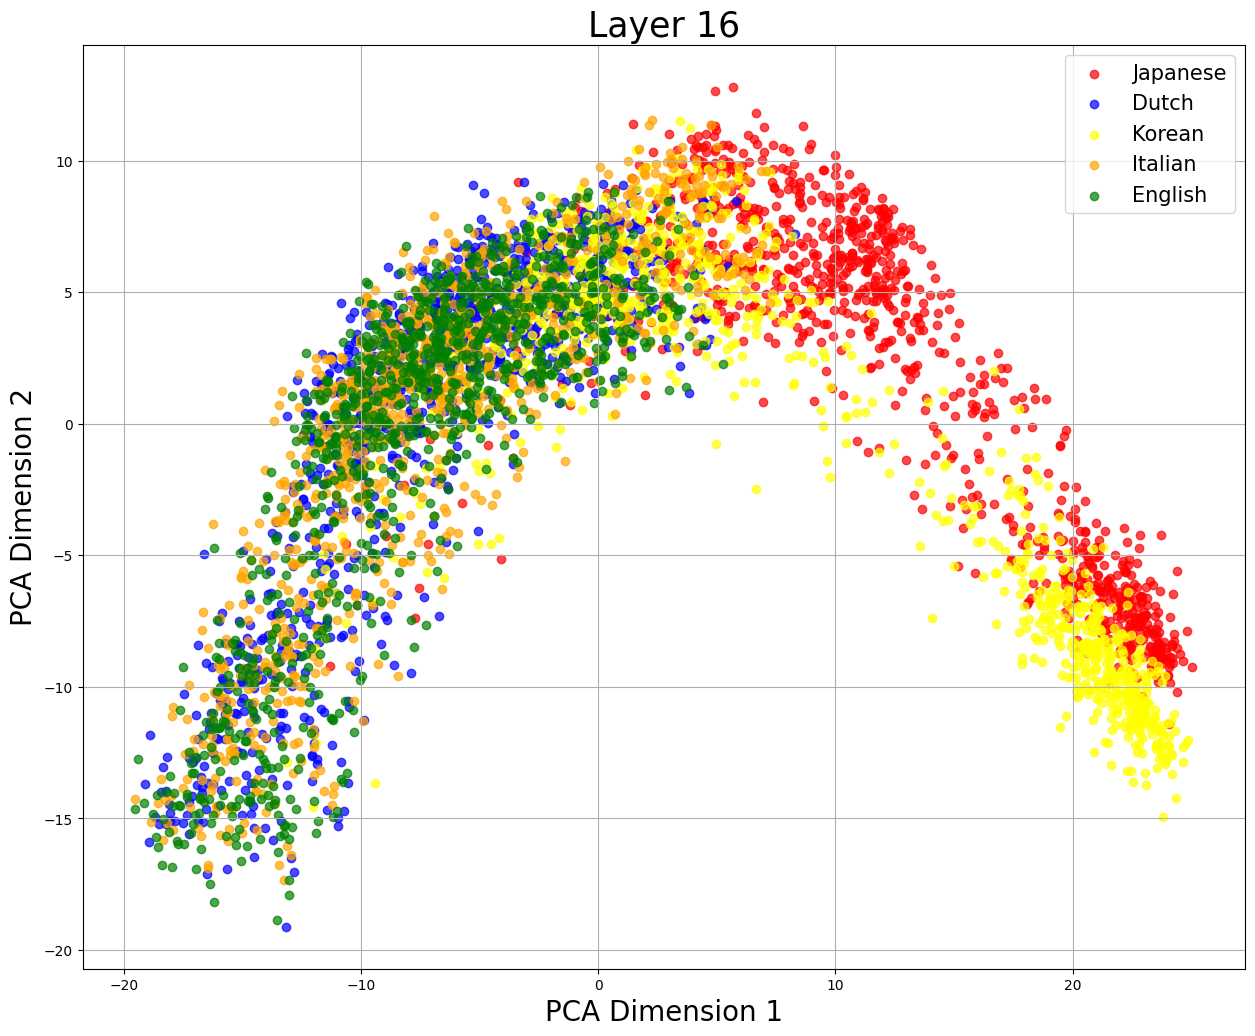 Layer 16
Japanese
Dutch
Korean
Italian
English
10
5
0
−5
−10
−15
−20
PCA Dimension 2
−20
−10
0
10
20
PCA Dimension 1